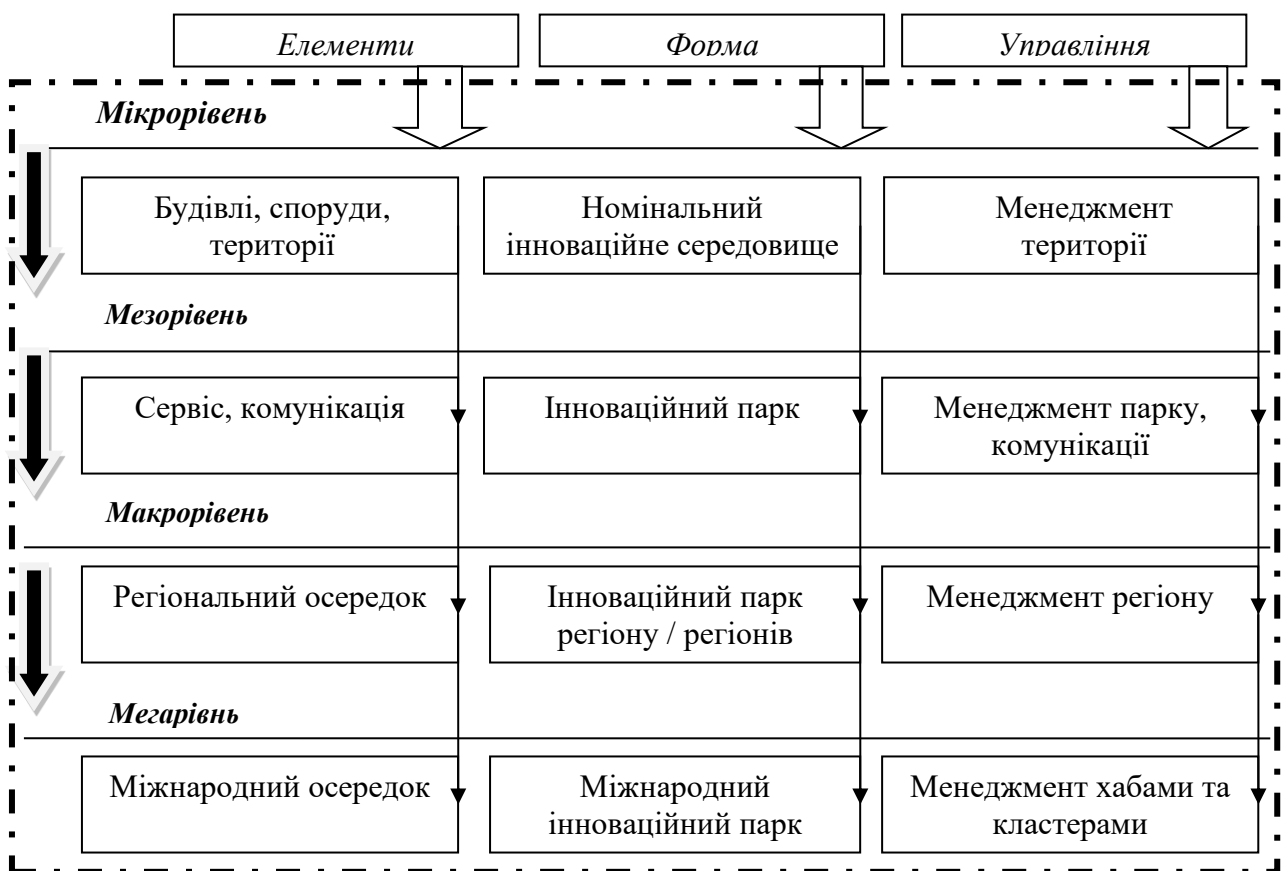 Елементи
Форма
Управління
Мікрорівень
Будівлі, споруди,
території
Номінальний
інноваційне середовище
Менеджмент
території
Мезорівень
Сервіс, комунікація
Інноваційний парк
Менеджмент парку,
комунікації
Макрорівень
Регіональний осередок
Інноваційний парк
регіону / регіонів
Менеджмент регіону
Мегарівнь
Міжнародний осередок
Міжнародний
інноваційний парк
Менеджмент хабами та
кластерами